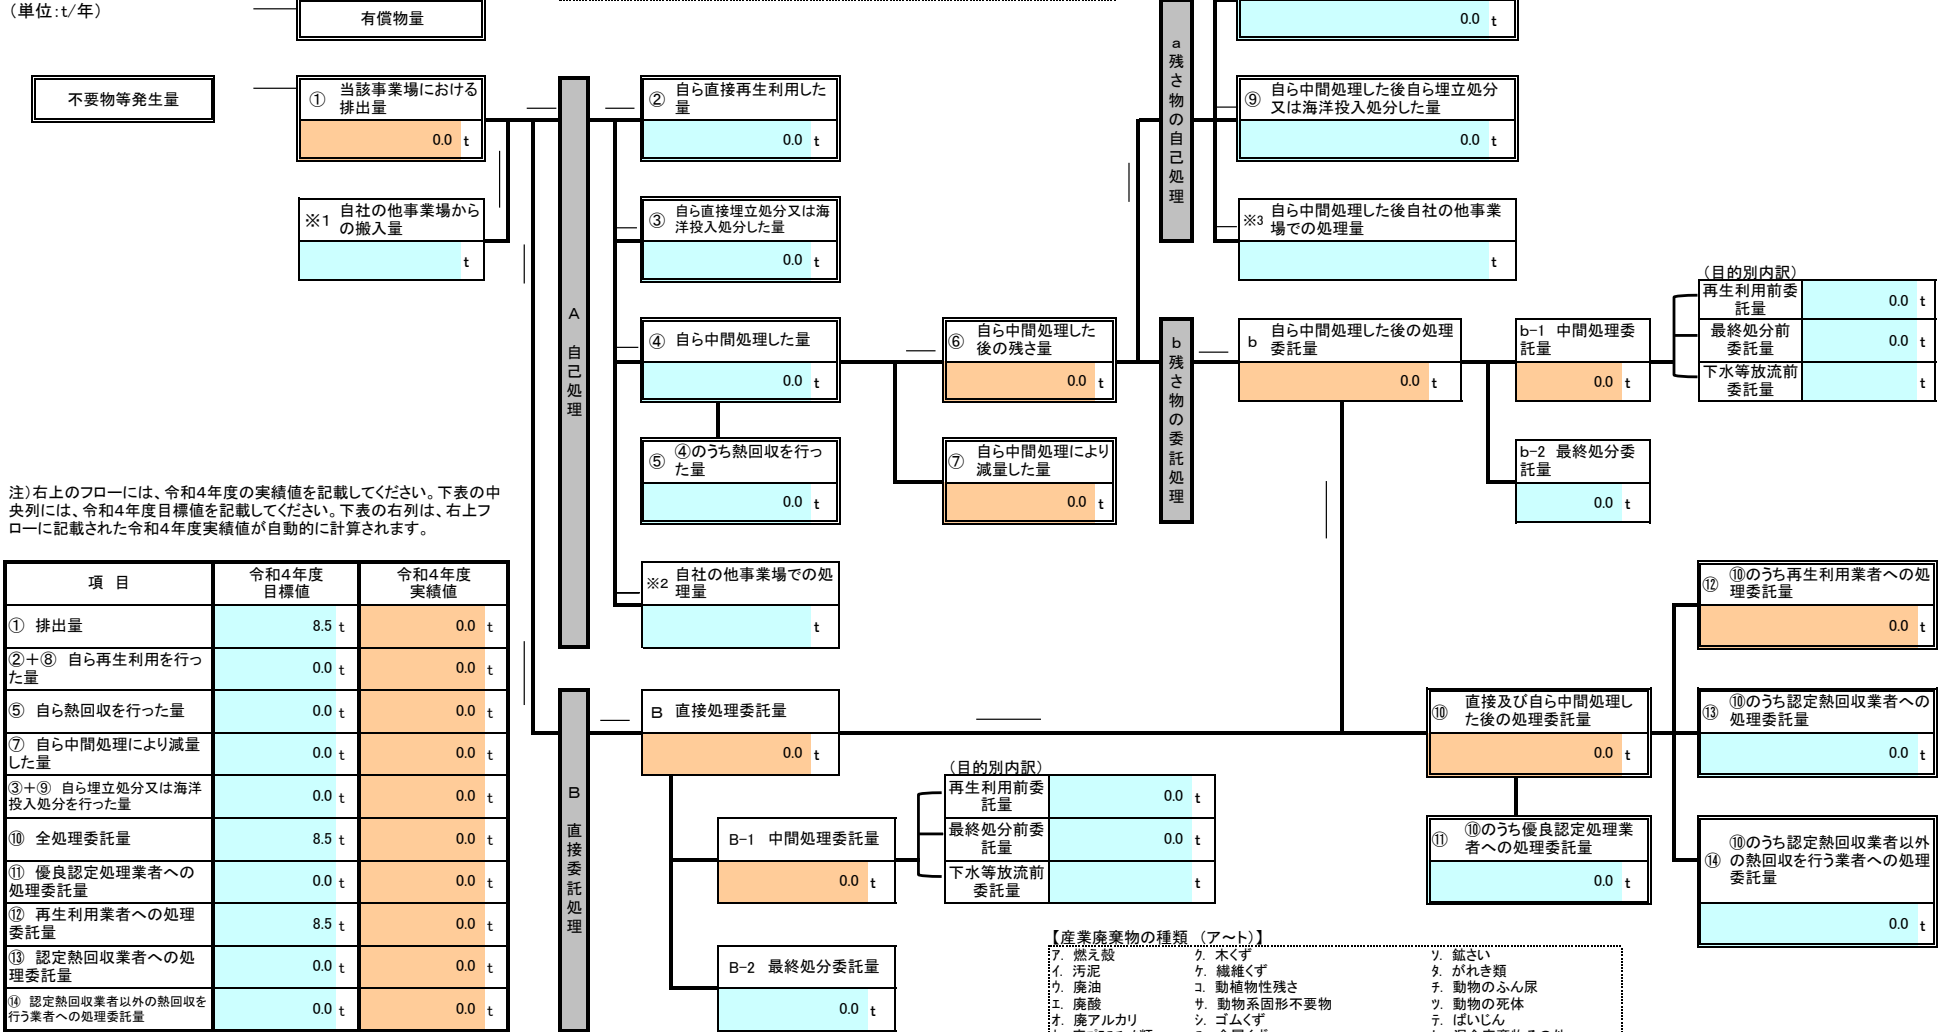 （単位:t/年）
有償物量
0.0 t
不要物等発生量
① 当該事業場における
排出量
0.0 t
※1 自社の他事業場から
の搬入量
t
A 自己処理
② 自ら直接再生利用した
量
0.0 t
③ 自ら直接埋立処分又は海
洋投入処分した量
0.0 t
④ 自ら中間処理した量
0.0 t
⑤ ④のうち熱回収を行っ
た量
0.0 t
※2 自社の他事業場での処
理量
t
⑥ 自ら中間処理した
後の残さ量
0.0 t
⑦ 自ら中間処理により
減量した量
0.0 t
a 残さ物の自己処理
⑨ 自ら中間処理した後自ら埋立処分
又は海洋投入処分した量
0.0 t
※3 自ら中間処理した後自社の他事業
場での処理量
t
b 残さ物の委託処理
b 自ら中間処理した後の処理
委託量
0.0 t
b-1 中間処理委
託量
0.0 t
b-2 最終処分委
託量
0.0 t
（目的別内訳）
再生利用前委
託量
0.0 t
最終処分前
委託量
0.0 t
下水等放流前
委託量
t
注）右上のフローには、令和4年度の実績値を記載してください。下表の中
央列には、令和4年度目標値を記載してください。下表の右列は、右上フ
ローに記載された令和4年度実績値が自動的に計算されます。
項 目 令和4年度
目標値 令和4年度
実績値
① 排出量 8.5 t 0.0 t
②＋⑧ 自ら再生利用を行っ
た量 0.0 t 0.0 t
⑤ 自ら熱回収を行った量 0.0 t 0.0 t
⑦ 自ら中間処理により減量
した量 0.0 t 0.0 t
③＋⑨ 自ら埋立処分又は海洋
投入処分を行った量 0.0 t 0.0 t
⑩ 全処理委託量 8.5 t 0.0 t
⑪ 優良認定処理業者への
処理委託量 0.0 t 0.0 t
⑫ 再生利用業者への処理
委託量 8.5 t 0.0 t
⑬ 認定熱回収業者への処
理委託量 0.0 t 0.0 t
⑭ 認定熱回収業者以外の熱回収を
行う業者への処理委託量 0.0 t 0.0 t
B 直接委託処理
B 直接処理委託量
0.0 t
B-1 中間処理委託量
0.0 t
B-2 最終処分委託量
0.0 t
（目的別内訳）
再生利用前委
託量
0.0 t
最終処分前委
託量
0.0 t
下水等放流前
委託量
t
⑩ 直接及び自ら中間処理し
た後の処理委託量
0.0 t
⑪ ⑩のうち優良認定処理業
者への処理委託量
0.0 t
⑫ ⑩のうち再生利用業者への処
理委託量
0.0 t
⑬ ⑩のうち認定熱回収業者への
処理委託量
0.0 t
⑭ ⑩のうち認定熱回収業者以外
の熱回収を行う業者への処理
委託量
0.0 t
【産業廃棄物の種類 （ア～ト）】
ア. 燃え殻 ク. 木くず ソ. 鉱さい
イ. 汚泥 ケ. 繊維くず タ. がれき類
ウ. 廃油 コ. 動植物性残さ チ. 動物のふん尿
エ. 廃酸 サ. 動物系固形不要物 ツ. 動物の死体
オ. 廃アルカリ シ. ゴムくず テ. ばいじん